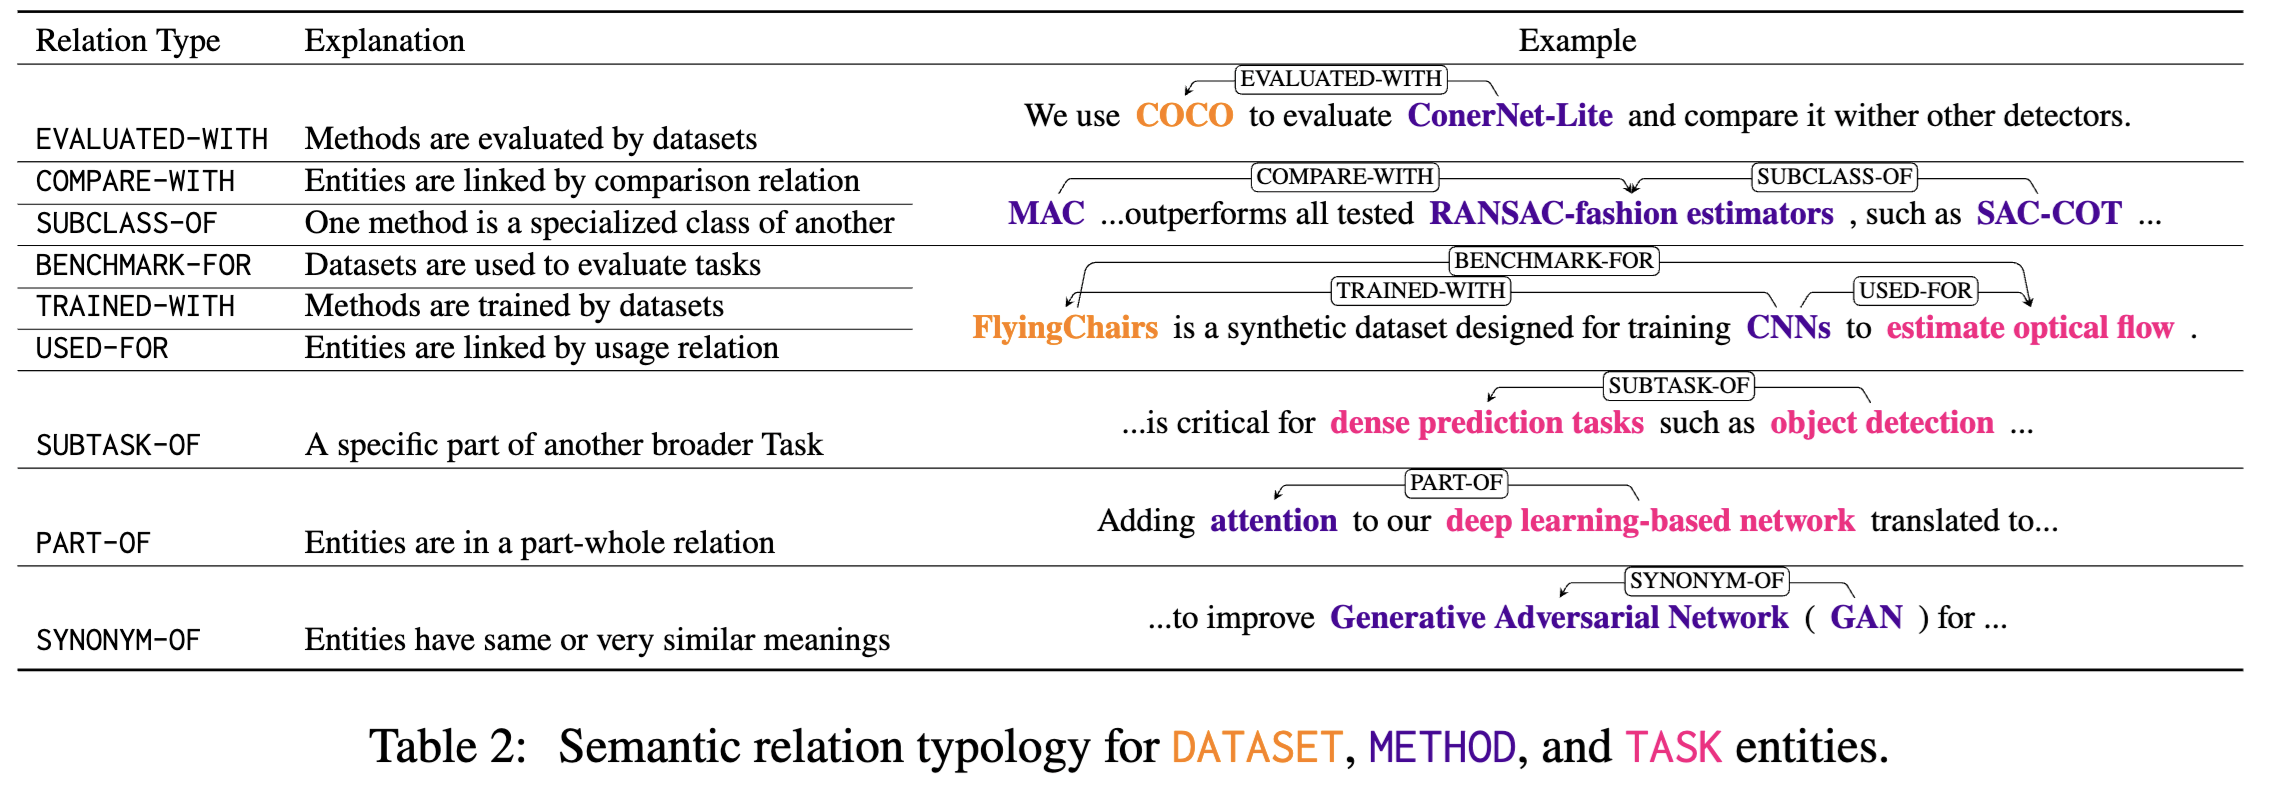 Relation Type Explanation Example
EVALUATED-WITH
We use COCO to evaluate ConerNet-Lite and compare it wither other detectors.
EVALUATED-WITH Methods are evaluated by datasets
COMPARE-WITH Entities are linked by comparison relation
COMPARE-WITH SUBCLASS-OF
MAC ...outperforms all tested RANSAC-fashion estimators , such as SAC-COT ...
SUBCLASS-OF One method is a specialized class of another
BENCHMARK-FOR Datasets are used to evaluate tasks
BENCHMARK-FOR
TRAINED-WITH USED-FOR
TRAINED-WITH Methods are trained by datasets
FlyingChairs is a synthetic dataset designed for training CNNs to estimate optical flow .
USED-FOR Entities are linked by usage relation
SUBTASK-OF
...is critical for dense prediction tasks such as object detection ...
SUBTASK-OF A specific part of another broader Task
PART-OF
Adding attention to our deep learning-based network translated to...
PART-OF Entities are in a part-whole relation
SYNONYM-OF
...to improve Generative Adversarial Network ( GAN ) for ...
SYNONYM-OF Entities have same or very similar meanings
Table 2: Semantic relation typology for DATASET, METHOD, and TASK entities.